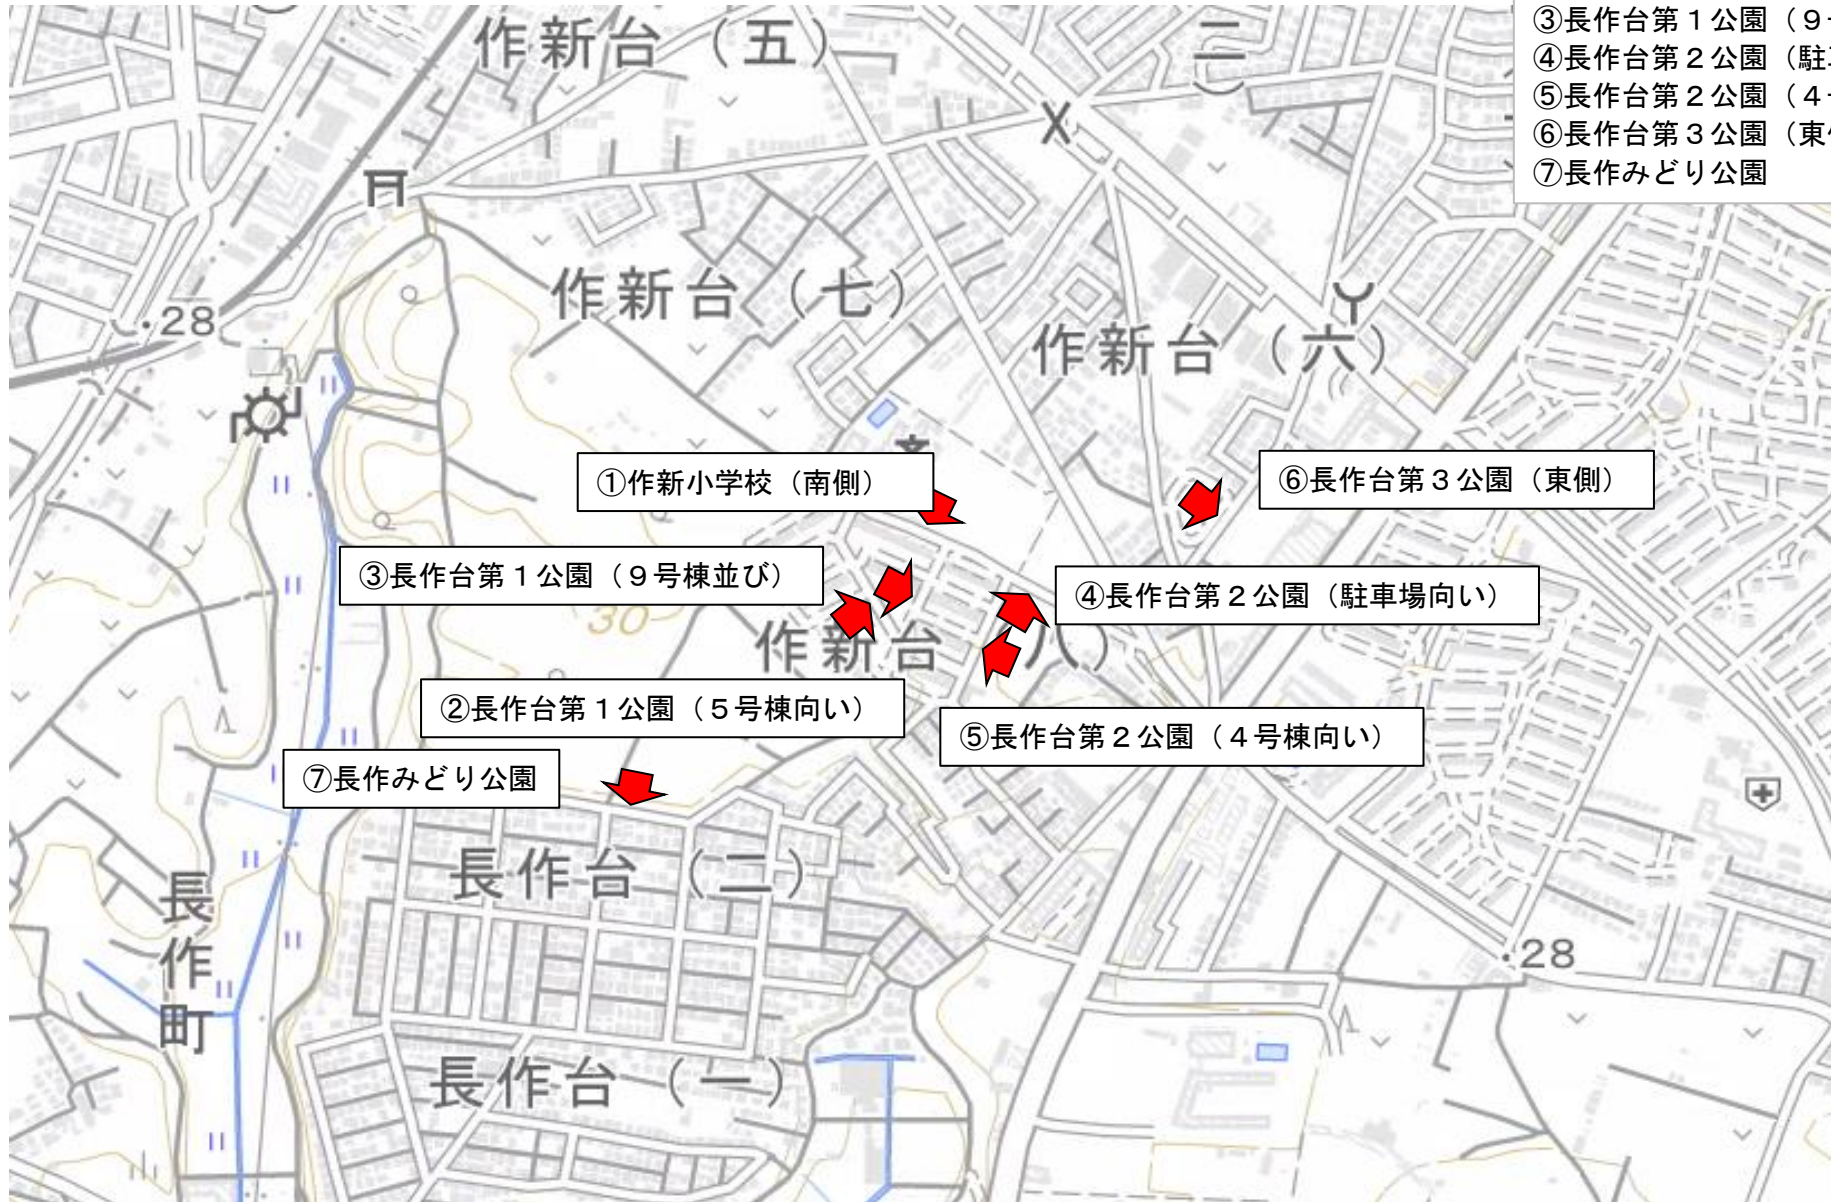 作新台（五）
（二）
③長作台第１公園（９
④長作台第２公園（駐
⑤長作台第２公園（４
⑥長作台第３公園（東
⑦長作みどり公園
作新台（七）
・28
作新台（六）
①作新小学校（南側）
⑥長作台第３公園（東側）
③長作台第１公園（９号棟並び）
④長作台第２公園（駐車場向い）
30
作新台（八）
②長作台第１公園（５号棟向い）
⑤長作台第２公園（４号棟向い）
⑦長作みどり公園
長作台（二）
長作町
・28
長作台（一）